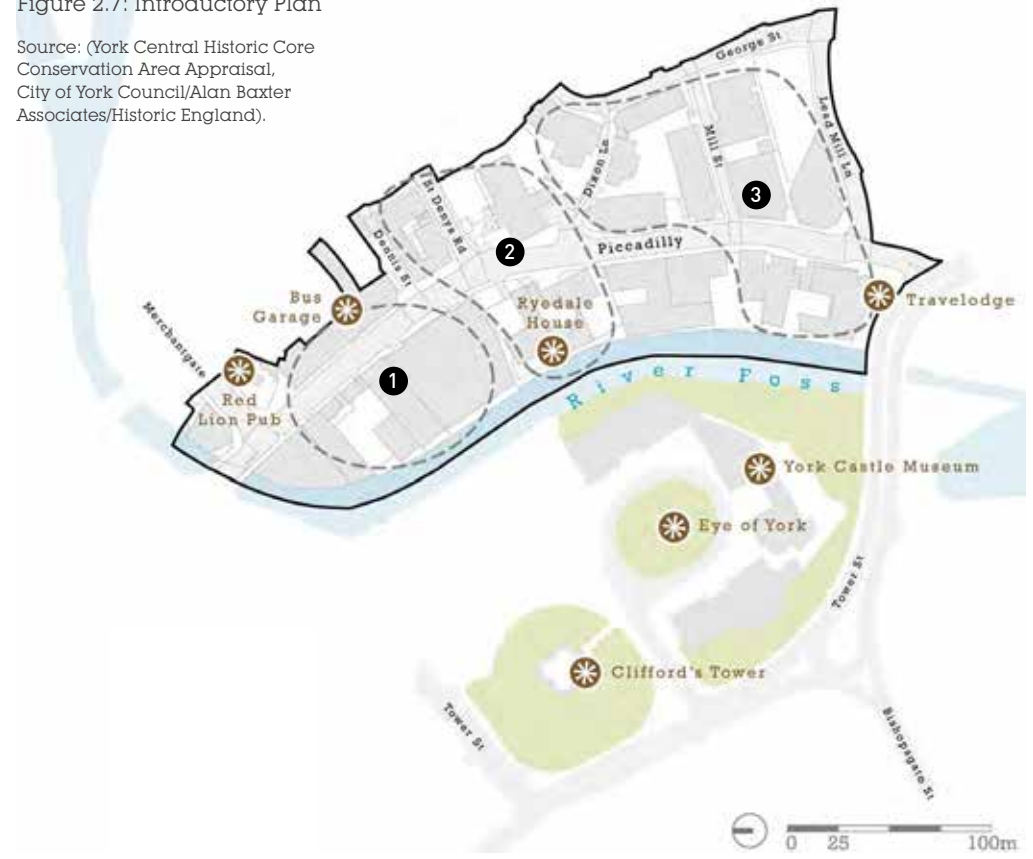 Figure 2.7: Introductory Plan
Source: (York Central Historic Core
Conservation Area Appraisal,
City of York Council/Alan Baxter
Associates/Historic England).
George St
Lead Mill Ln
Mill St
Dixon Ln
3
St Denys Rd
Dennis St
2
Piccadilly
Bus
Garage
Ryedale
House
Travelodge
Merchantgate
Red
Lion Pub
1
River Foss
York Castle Museum
Eye of York
Tower St
Clifford's Tower
Tower St
Bishopsgate St
0 25 100m